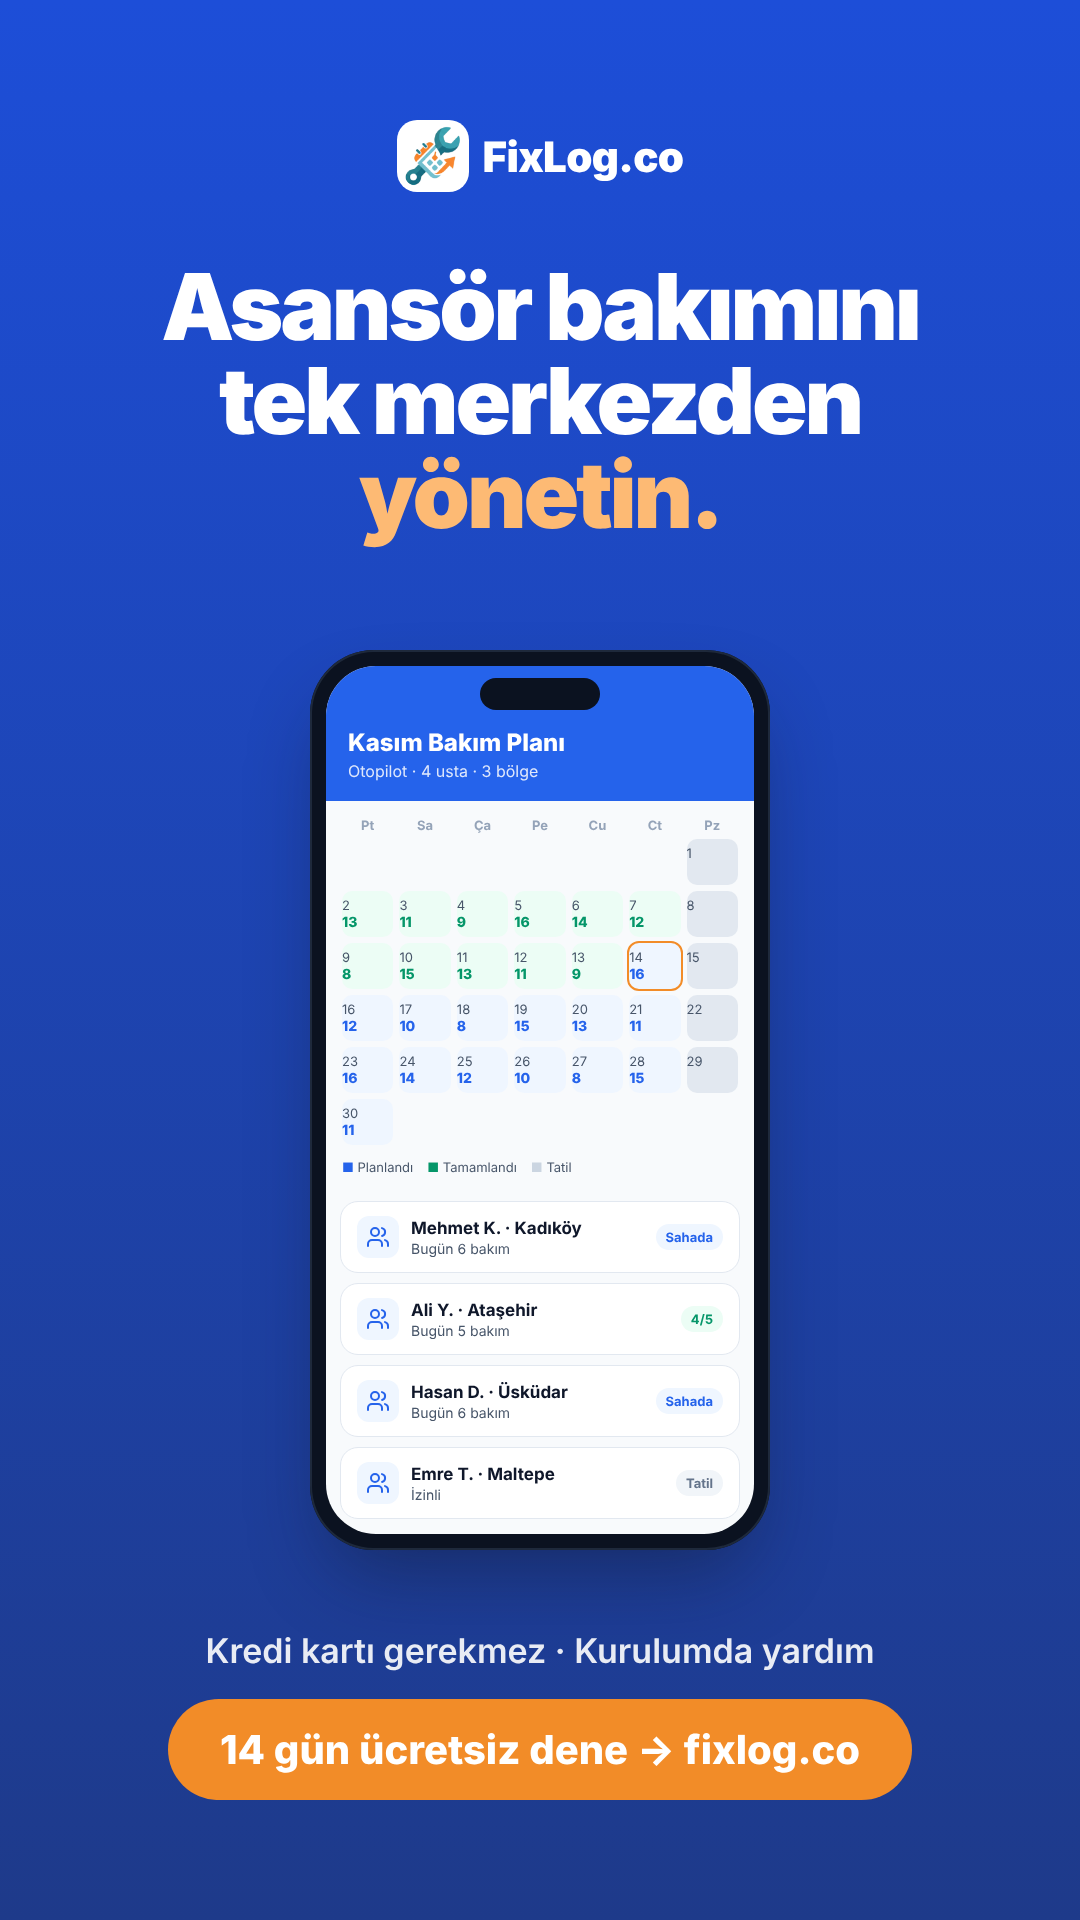 FixLog.co
Asansör bakımını
tek merkezden
yönetin.
Kasım Bakım Planı
Otopilot · 4 usta · 3 bölge
Pt Sa Ça Pe Cu Ct Pz
1
2 3 4 5 6 7 8
13 11 9 16 14 12
9 10 11 12 13 14 15
8 15 13 11 9 16
16 17 18 19 20 21 22
12 10 8 15 13 11
23 24 25 26 27 28 29
16 14 12 10 8 15
30
11
Planlandı Tamamlandı Tatil
Mehmet K. · Kadıköy
Bugün 6 bakım
Sahada
Ali Y. · Ataşehir
Bugün 5 bakım
4/5
Hasan D. · Üsküdar
Bugün 6 bakım
Sahada
Emre T. · Maltepe
İzinli
Tatil
Kredi kartı gerekmez · Kurulumda yardım
14 gün ücretsiz dene → fixlog.co